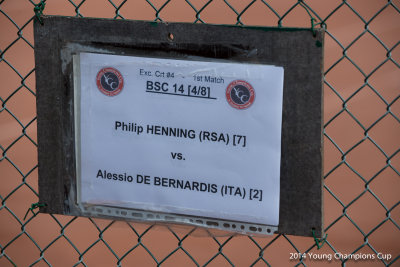 Exc. Crt #4 - 1st Match
BSC 14 [4/8]
Philip HENNING (RSA) [7]
vs.
Alessio DE BERNARDIS (ITA) [2]
2014 Young Champions Cup